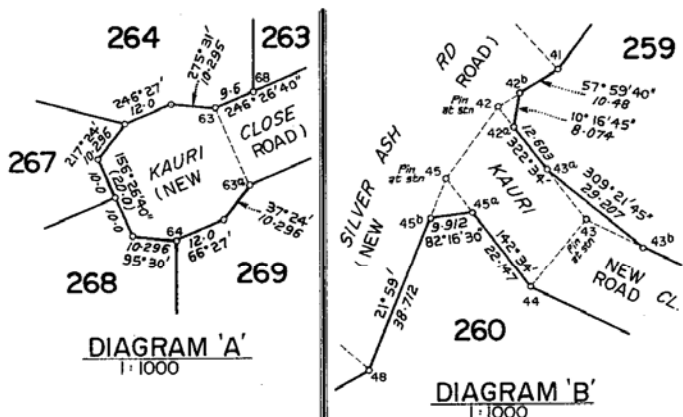 264
263
275° 31'
10·295
246° 27'
12·0
9·6
68
246° 26' 40"
63
217° 24'
10·296
CLOSE
ROAD)
KAURI
(NEW
267
156° 26' 40"
(20·0)
10·0
10·0
63a
37° 24'
10·296
64
10·296
95° 30'
12·0
66° 27'
268
269
DIAGRAM 'A'
1:1000
RD
ROAD)
41
259
57° 59' 40"
10·48
42b
Pin
at stn
42
10° 16' 45"
8·074
42a
12·603
322° 34'
43a
309° 21' 45"
29·207
SILVER ASH
(NEW
Pin
at stn
45
KAURI
45a
45b
9·912
82° 16' 30"
142° 34'
22·147
Pin
at stn
43
43b
NEW
ROAD
CL.
44
21° 59'
38·712
260
48
DIAGRAM 'B'
1:1000